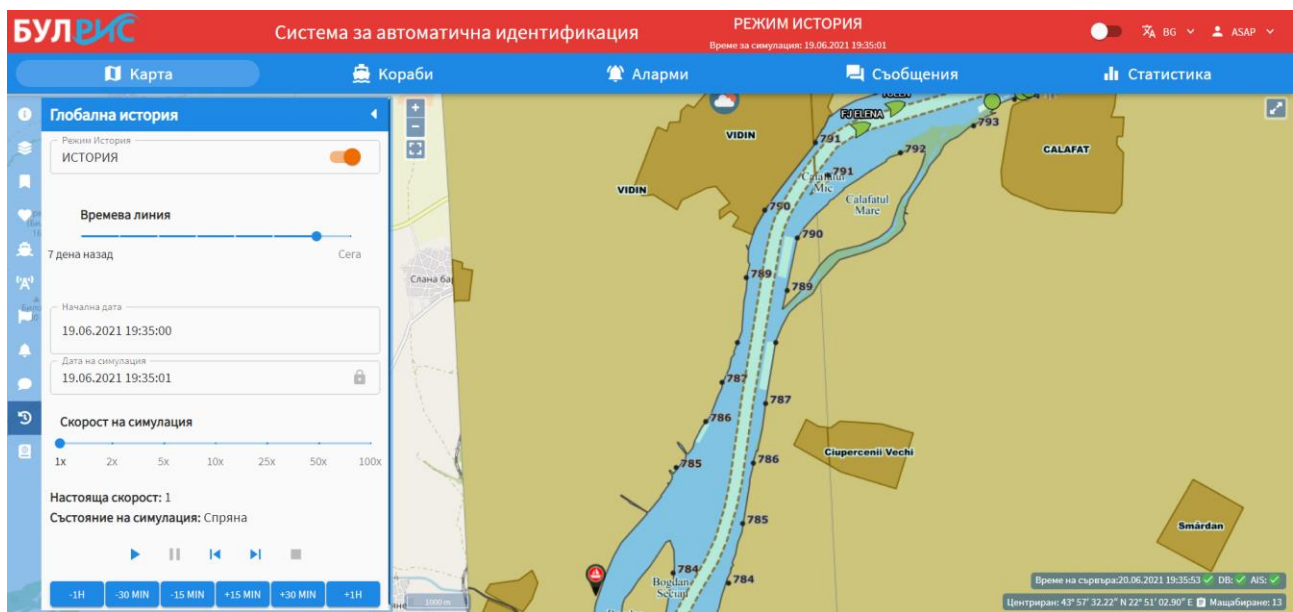 БУЛРИС
Система за автоматична идентификация
РЕЖИМ ИСТОРИЯ
Време за симулация: 19.06.2021 19:35:01
BG
ASAP
Карта
Кораби
Аларми
Съобщения
Статистика
Глобална история
Режим История
ИСТОРИЯ
Времева линия
7 дена назад
Сега
Начална дата
19.06.2021 19:35:00
Дата на симулация
19.06.2021 19:35:01
Скорост на симулация
1x 2x 5x 10x 25x 50x 100x
Настояща скорост: 1
Състояние на симулация: Спряна
-1H -30 MIN -15 MIN +15 MIN +30 MIN +1H
+
−
FJ ELENA
793
VIDIN
791
792
CALAFAT
791
Calafatul
Mic
VIDIN
Calafatul
Mare
790
790
789
789
Слана
787
787
786
Ciupercenii Vechi
785
786
785
Smârdan
784
784
Bogdan
Secian
1000 m
Време на сървъра:20.06.2021 19:35:53 DB: AIS:
Центриран: 43° 57' 32.22" N 22° 51' 02.90" E Мащабиране: 13